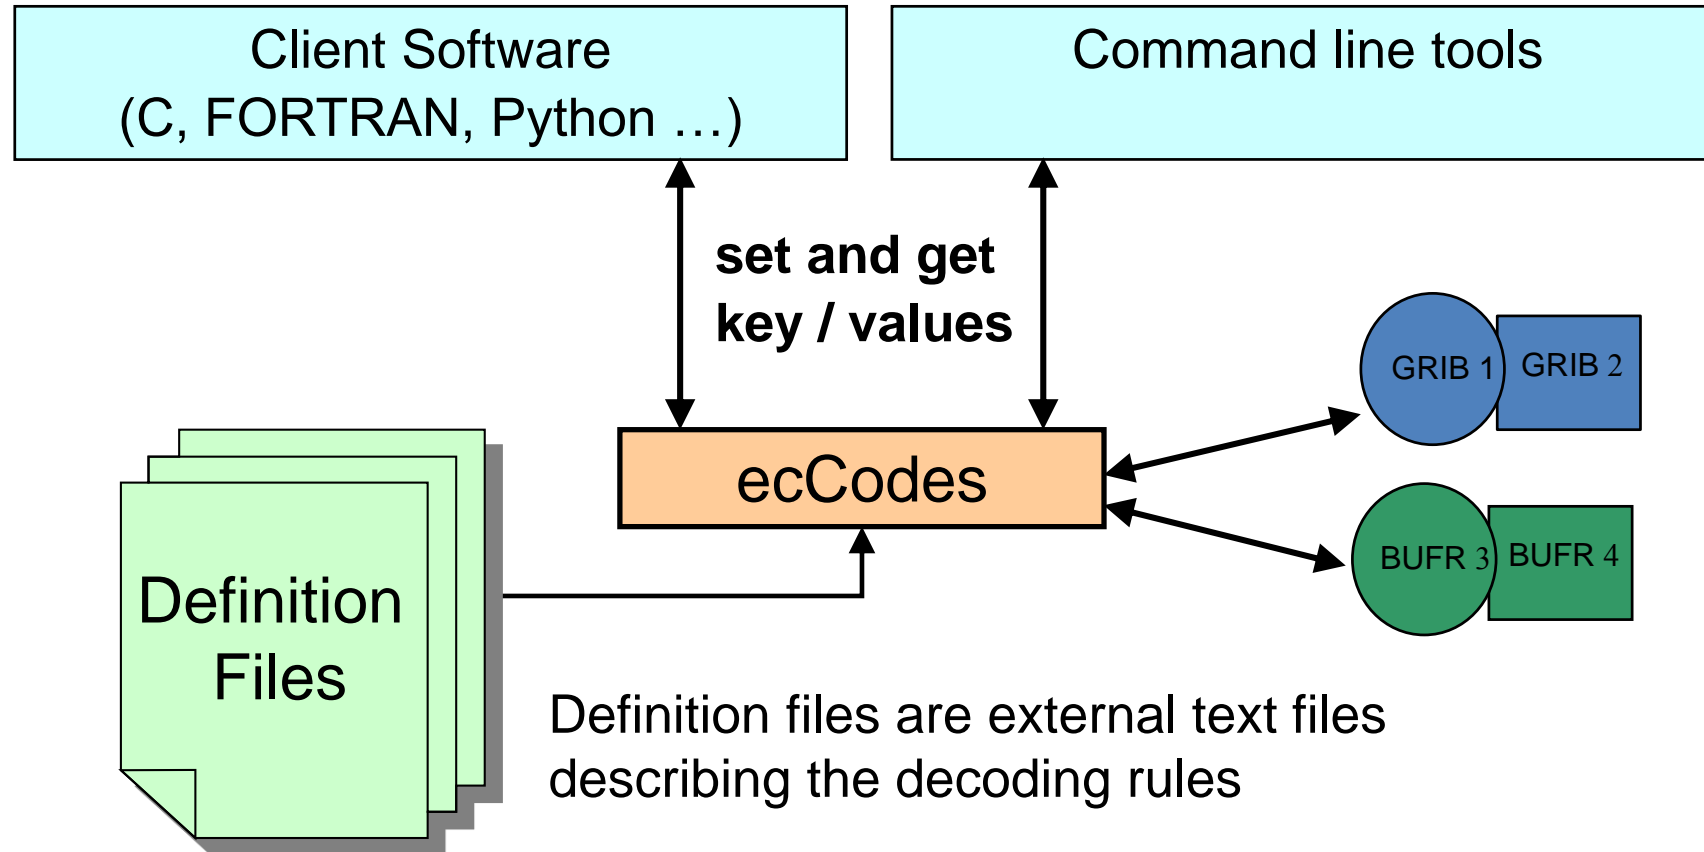 Client Software
(C, FORTRAN, Python …)
Command line tools
set and get
key / values
GRIB 1
GRIB 2
ecCodes
BUFR 3
BUFR 4
Definition
Files
Definition files are external text files
describing the decoding rules